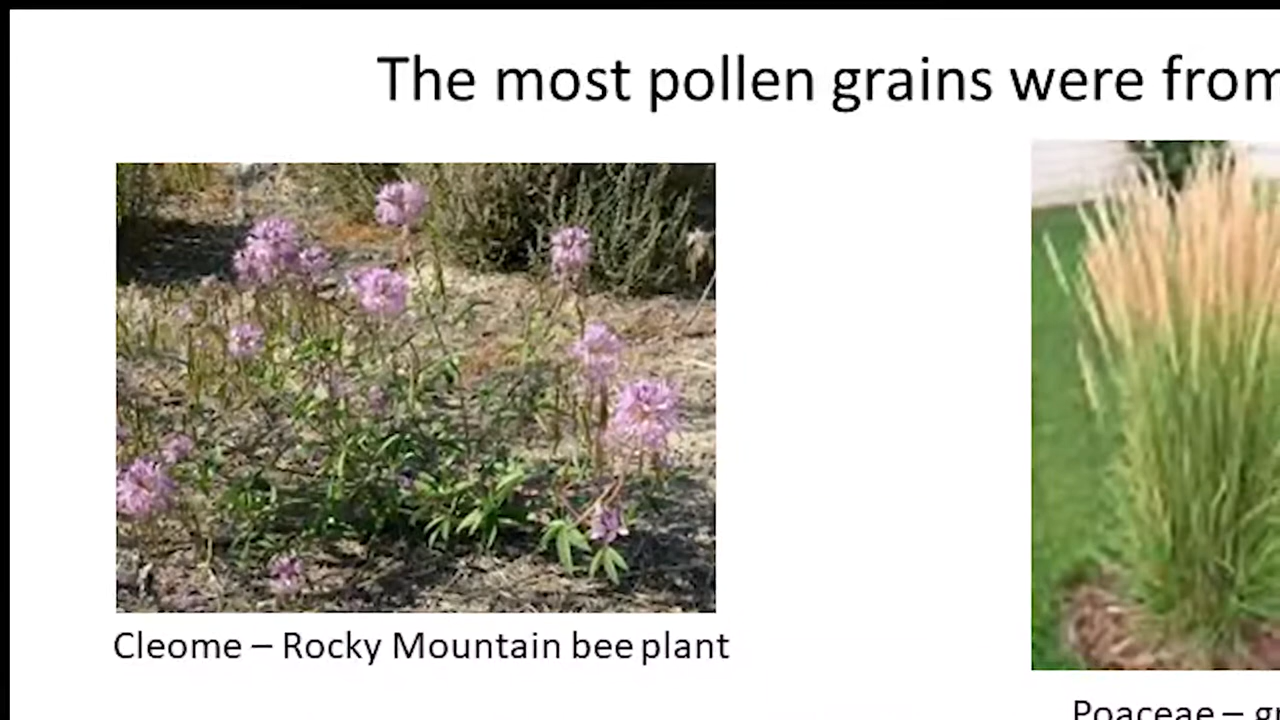 The most pollen grains were from
Cleome – Rocky Mountain bee plant
Poaceae –